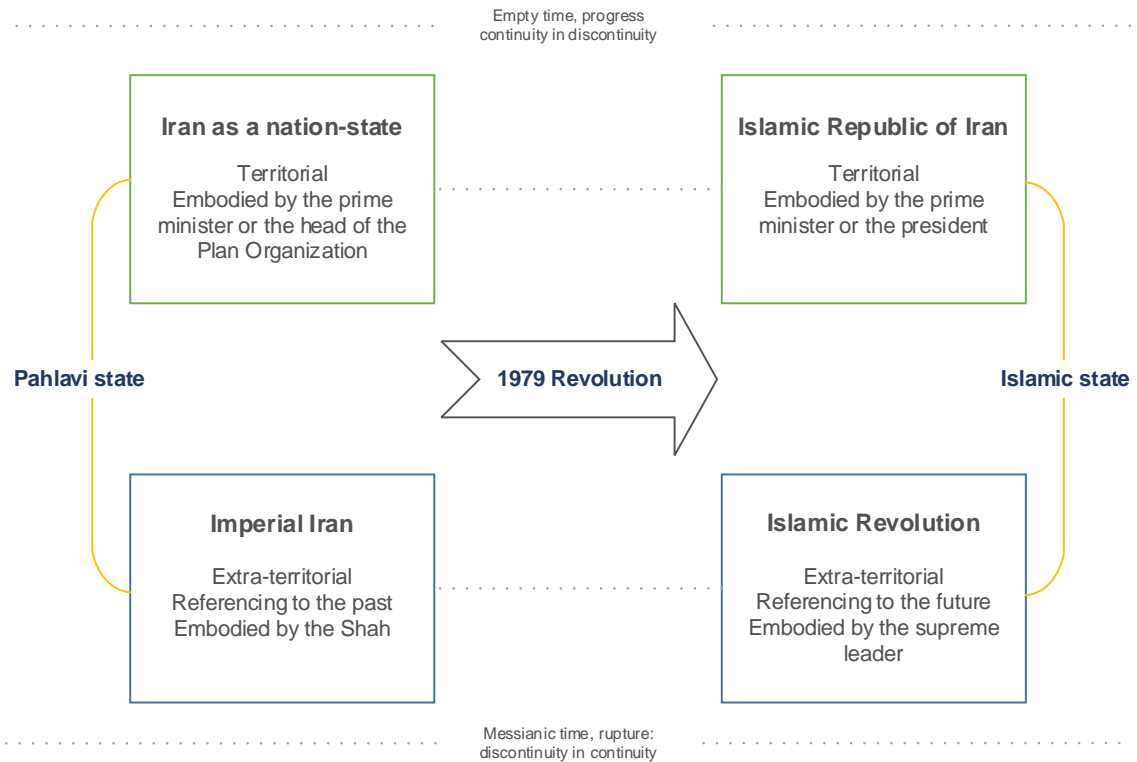 Empty time, progress
continuity in discontinuity
Iran as a nation-state
Territorial
Embodied by the prime
minister or the head of the
Plan Organization
Islamic Republic of Iran
Territorial
Embodied by the prime
minister or the president
Pahlavi state
1979 Revolution
Islamic state
Imperial Iran
Extra-territorial
Referencing to the past
Embodied by the Shah
Islamic Revolution
Extra-territorial
Referencing to the future
Embodied by the supreme
leader
Messianic time, rupture:
discontinuity in continuity